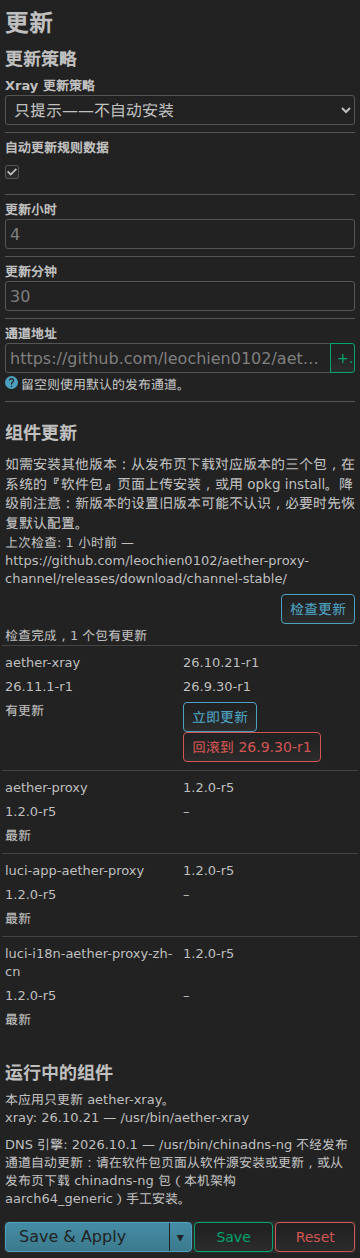 更新
更新策略
Xray 更新策略
只提示——不自动安装
自动更新规则数据
更新小时
4
更新分钟
30
通道地址
https://github.com/leochien0102/aet...
+
留空则使用默认的发布通道。
组件更新
如需安装其他版本：从发布页下载对应版本的三个包，在
系统的『软件包』页面上传安装，或用 opkg install。降
级前注意：新版本的设置旧版本可能不认识，必要时先恢
复默认配置。
上次检查: 1 小时前 —
https://github.com/leochien0102/aether-proxy-
channel/releases/download/channel-stable/
检查更新
检查完成，1 个包有更新
aether-xray 26.10.21-r1
26.11.1-r1 26.9.30-r1
有更新 立即更新
回滚到 26.9.30-r1
aether-proxy 1.2.0-r5
1.2.0-r5 –
最新
luci-app-aether-proxy 1.2.0-r5
1.2.0-r5 –
最新
luci-i18n-aether-proxy-zh- 1.2.0-r5
cn
1.2.0-r5 –
最新
运行中的组件
本应用只更新 aether-xray。
xray: 26.10.21 — /usr/bin/aether-xray
DNS 引擎: 2026.10.1 — /usr/bin/chinadns-ng 不经发布
通道自动更新：请在软件包页面从软件源安装或更新，或从
发布页下载 chinadns-ng 包（本机架构
aarch64_generic）手工安装。
Save & Apply ▾ Save Reset